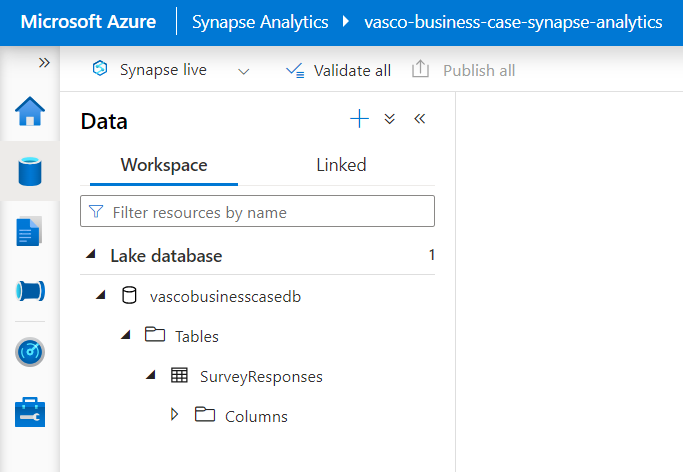 Microsoft Azure Synapse Analytics vasco-business-case-synapse-analytics
Synapse live Validate all Publish all
Data
Workspace Linked
Filter resources by name
Lake database 1
vascobusinesscasedb
Tables
SurveyResponses
Columns